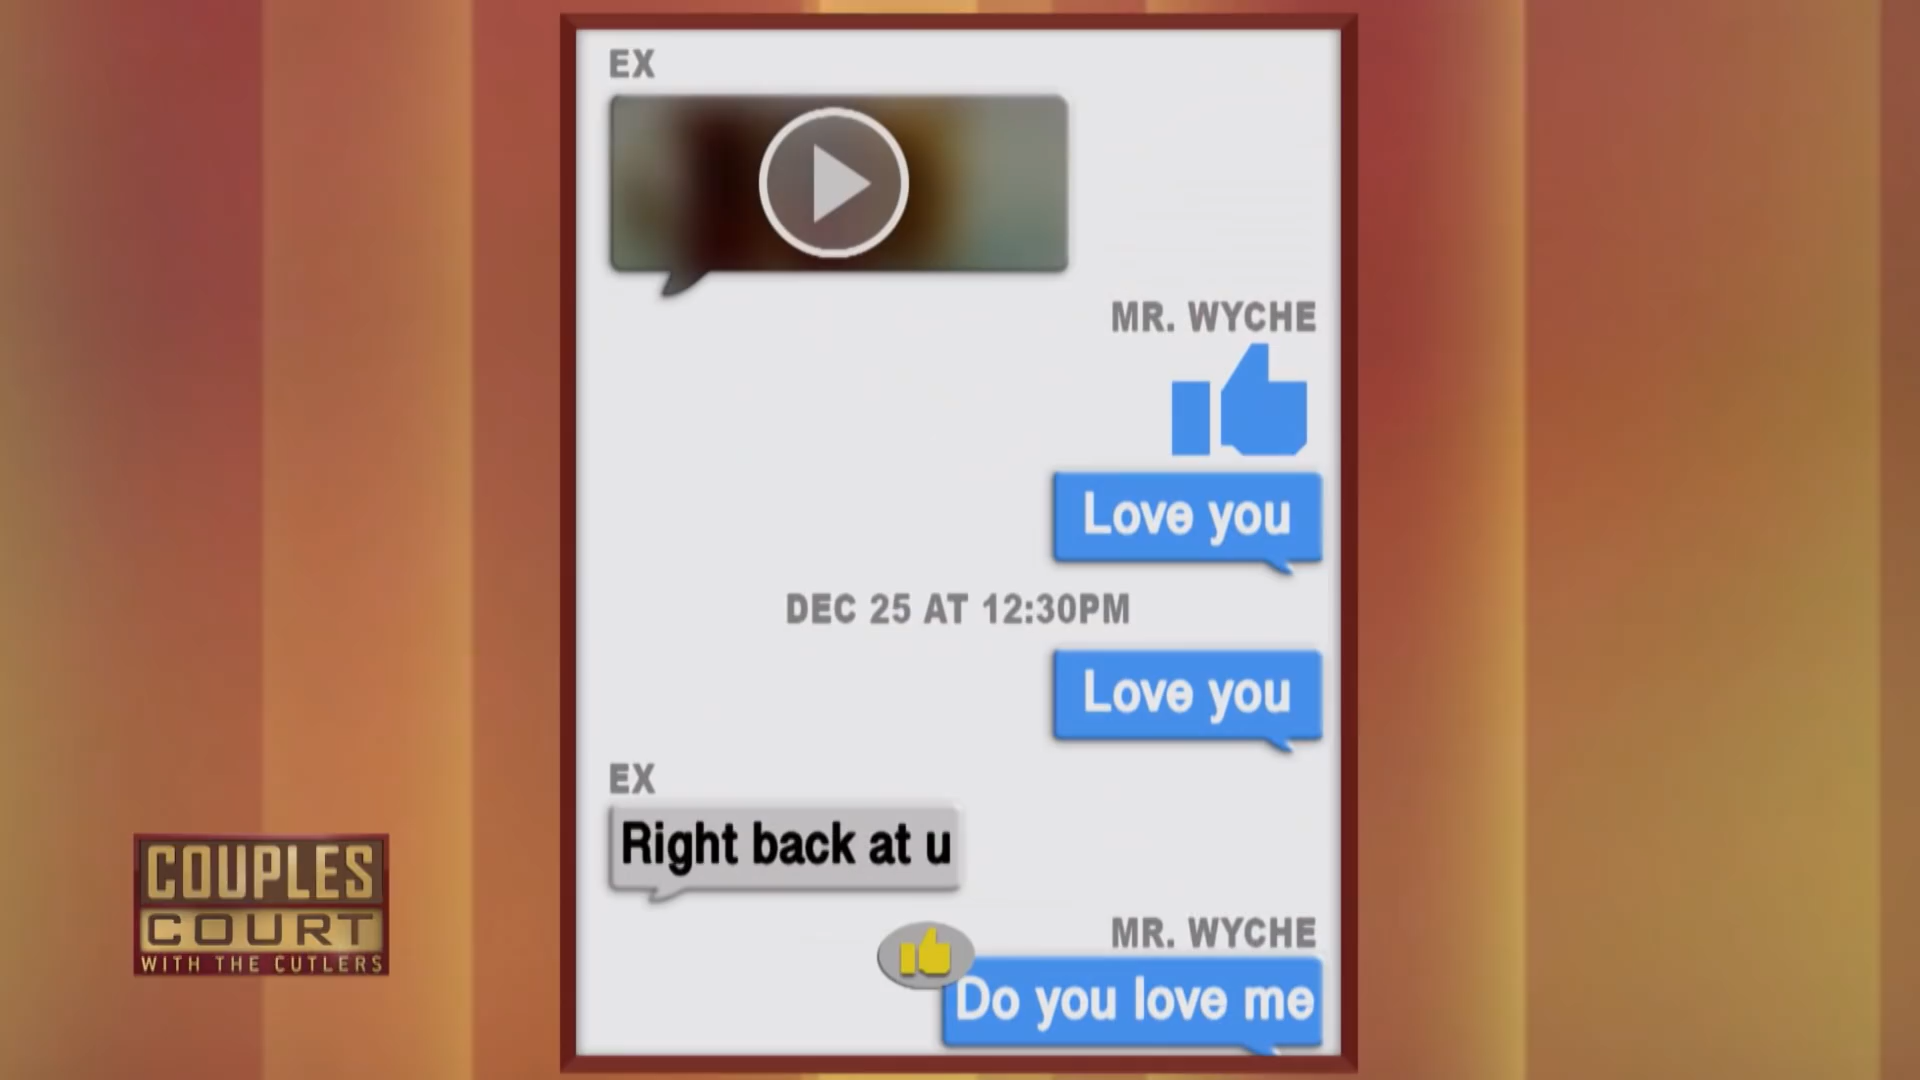 EX
MR. WYCHE
Love you
DEC 25 AT 12:30PM
Love you
EX
Right back at u
MR. WYCHE
Do you love me
COUPLES
COURT
WITH THE CUTLERS